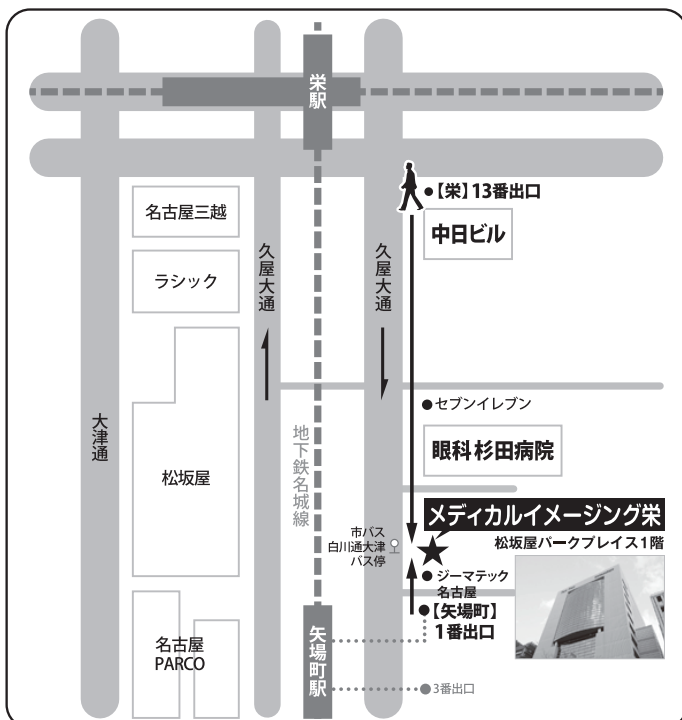 栄駅
【栄】13番出口
中日ビル
名古屋三越
ラシック
久屋大通
久屋大通
大津通
松坂屋
地下鉄名城線
セブンイレブン
眼科 杉田病院
メディカルイメージング栄
松坂屋パークプレイス1階
市バス
白川通大津
バス停
ジーマテック
名古屋
【矢場町】
1番出口
名古屋
PARCO
矢場町駅
3番出口